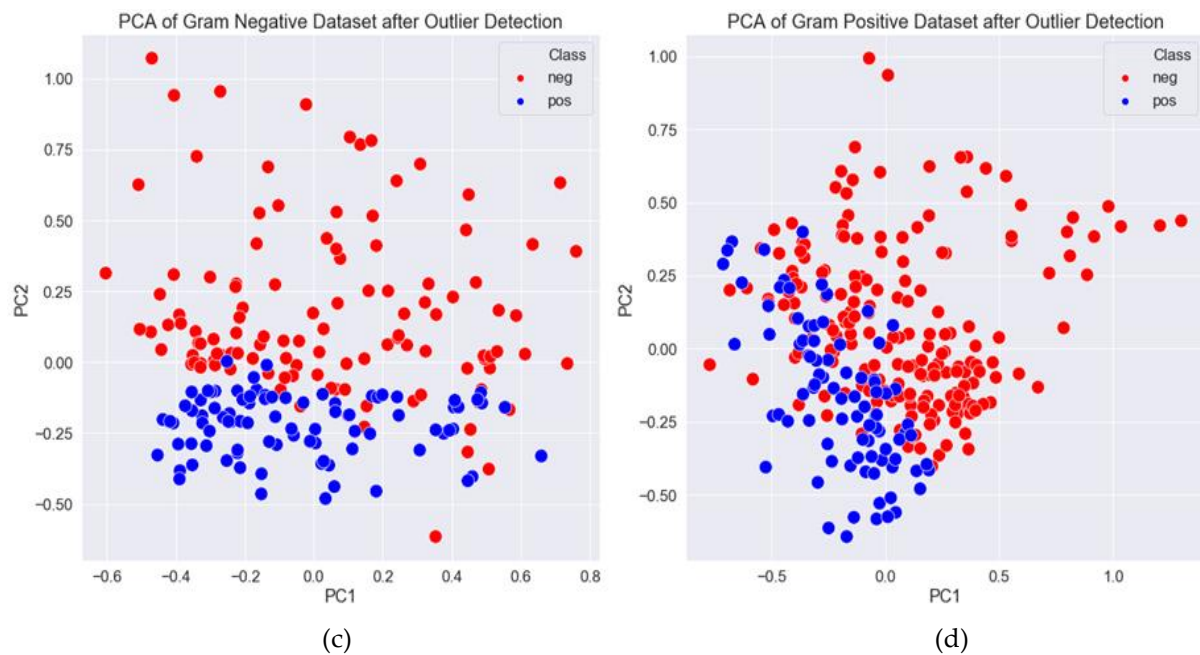 PCA of Gram Negative Dataset after Outlier Detection
Class
neg
pos
PC2
1.00
0.75
0.50
0.25
0.00
−0.25
−0.50
−0.6 −0.4 −0.2 0.0 0.2 0.4 0.6 0.8
PC1
(c)
PCA of Gram Positive Dataset after Outlier Detection
Class
neg
pos
PC2
1.00
0.75
0.50
0.25
0.00
−0.25
−0.50
−0.5 0.0 0.5 1.0
PC1
(d)